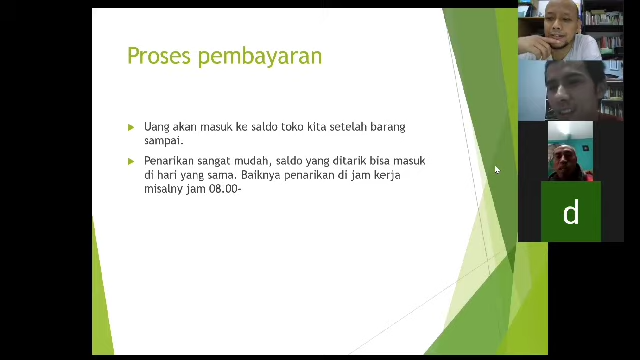 Proses pembayaran
Uang akan masuk ke saldo toko kita setelah barang
sampai.
Penarikan sangat mudah, saldo yang ditarik bisa masuk
di hari yang sama. Baiknya penarikan di jam kerja
misalny jam 08.00-
d